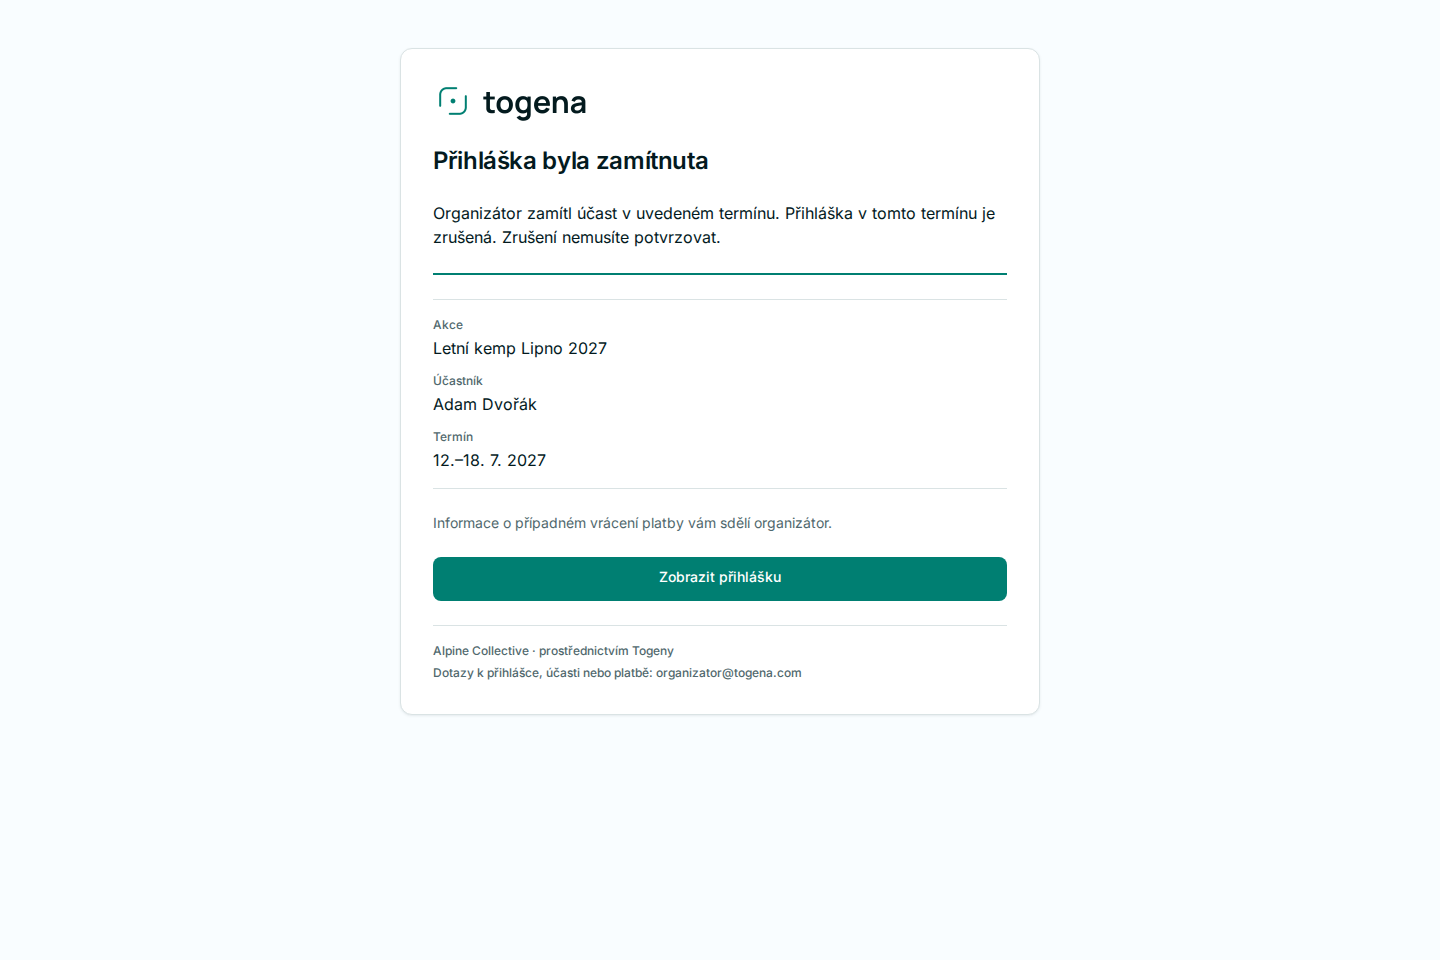 togena
Přihláška byla zamítnuta
Organizátor zamítl účast v uvedeném termínu. Přihláška v tomto termínu je
zrušená. Zrušení nemusíte potvrzovat.
Akce
Letní kemp Lipno 2027
Účastník
Adam Dvořák
Termín
12.–18. 7. 2027
Informace o případném vrácení platby vám sdělí organizátor.
Zobrazit přihlášku
Alpine Collective · prostřednictvím Togeny
Dotazy k přihlášce, účasti nebo platbě: organizator@togena.com